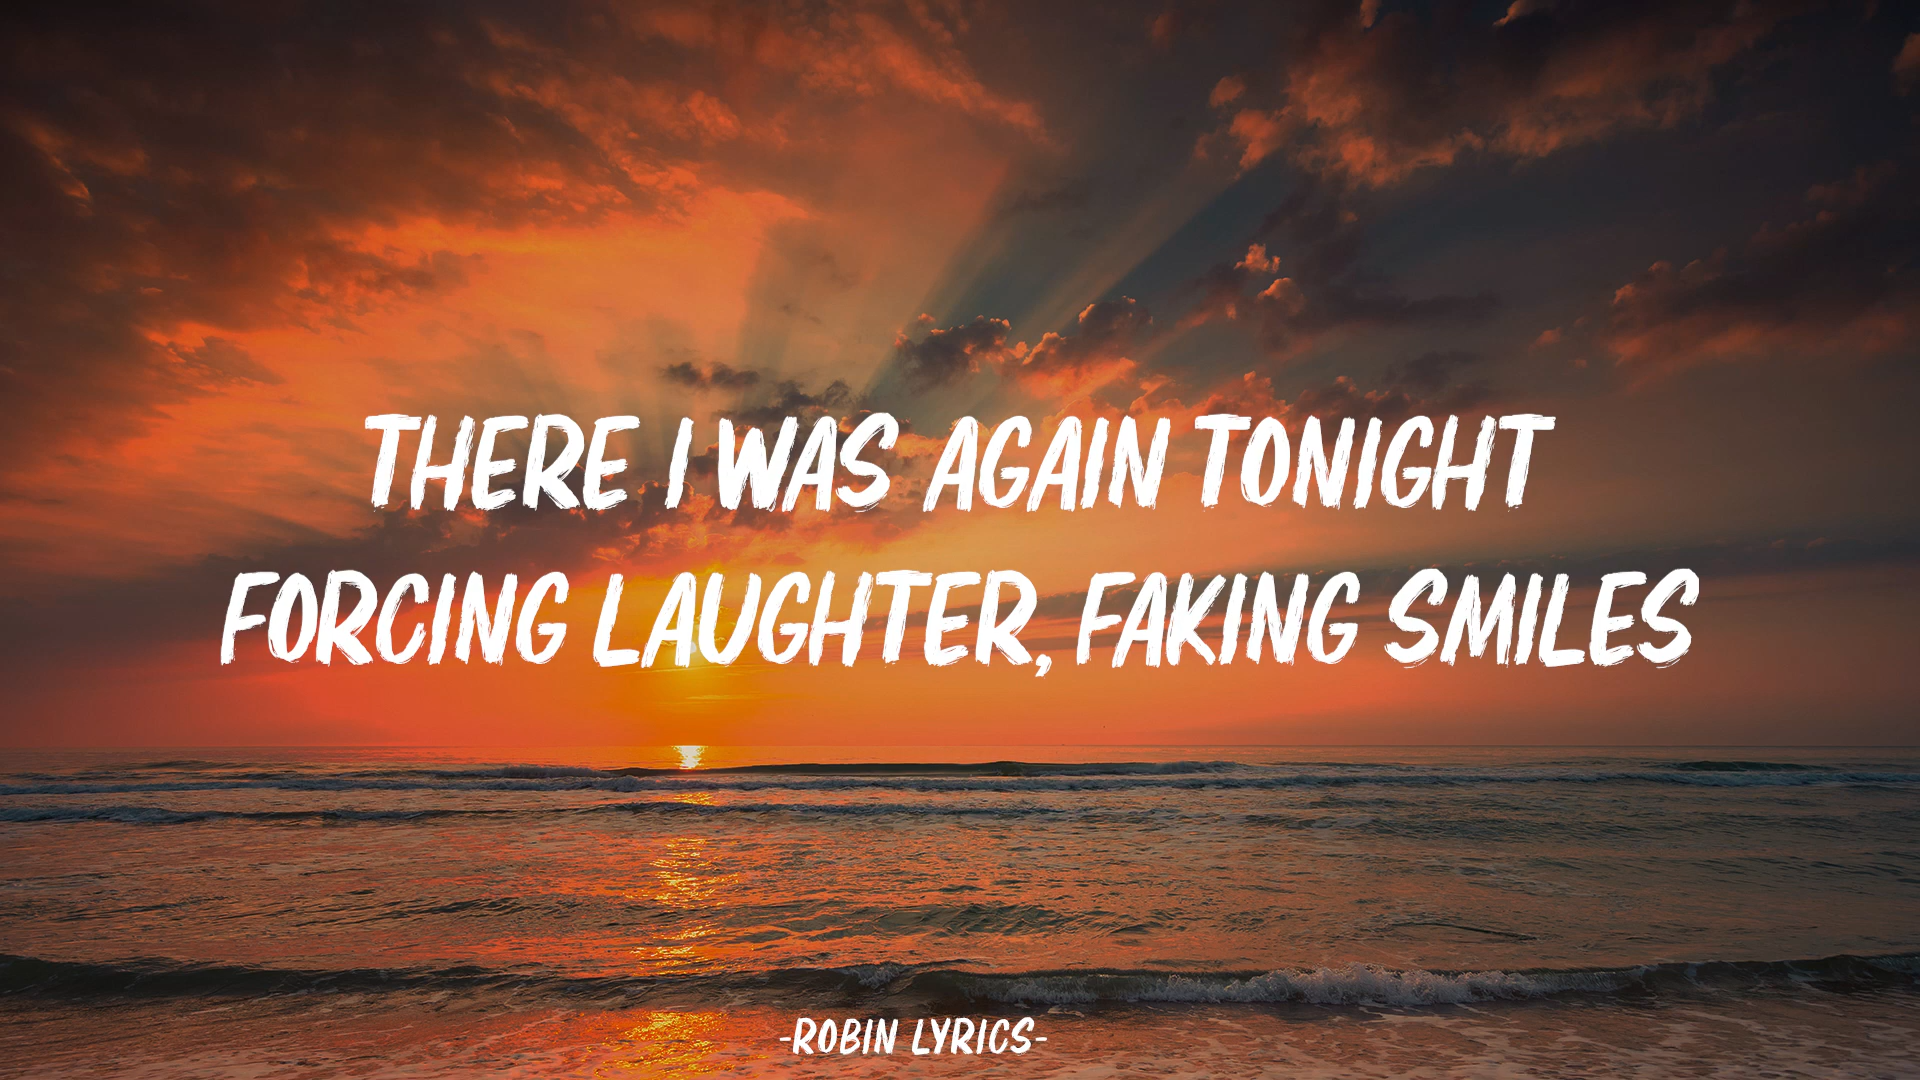 THERE I WAS AGAIN TONIGHT
FORCING LAUGHTER, FAKING SMILES
-ROBIN LYRICS-